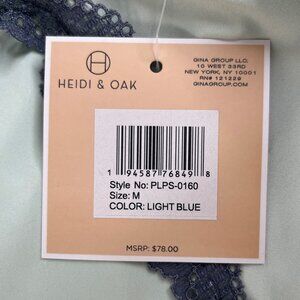 HEIDI & OAK
GINA GROUP LLC.
10 WEST 33RD
NEW YORK, NY 10001
RN# 121229
GINAGROUP.COM
1 94587 76849 8
Style No: PLPS-0160
Size: M
COLOR: LIGHT BLUE
MSRP: $78.00